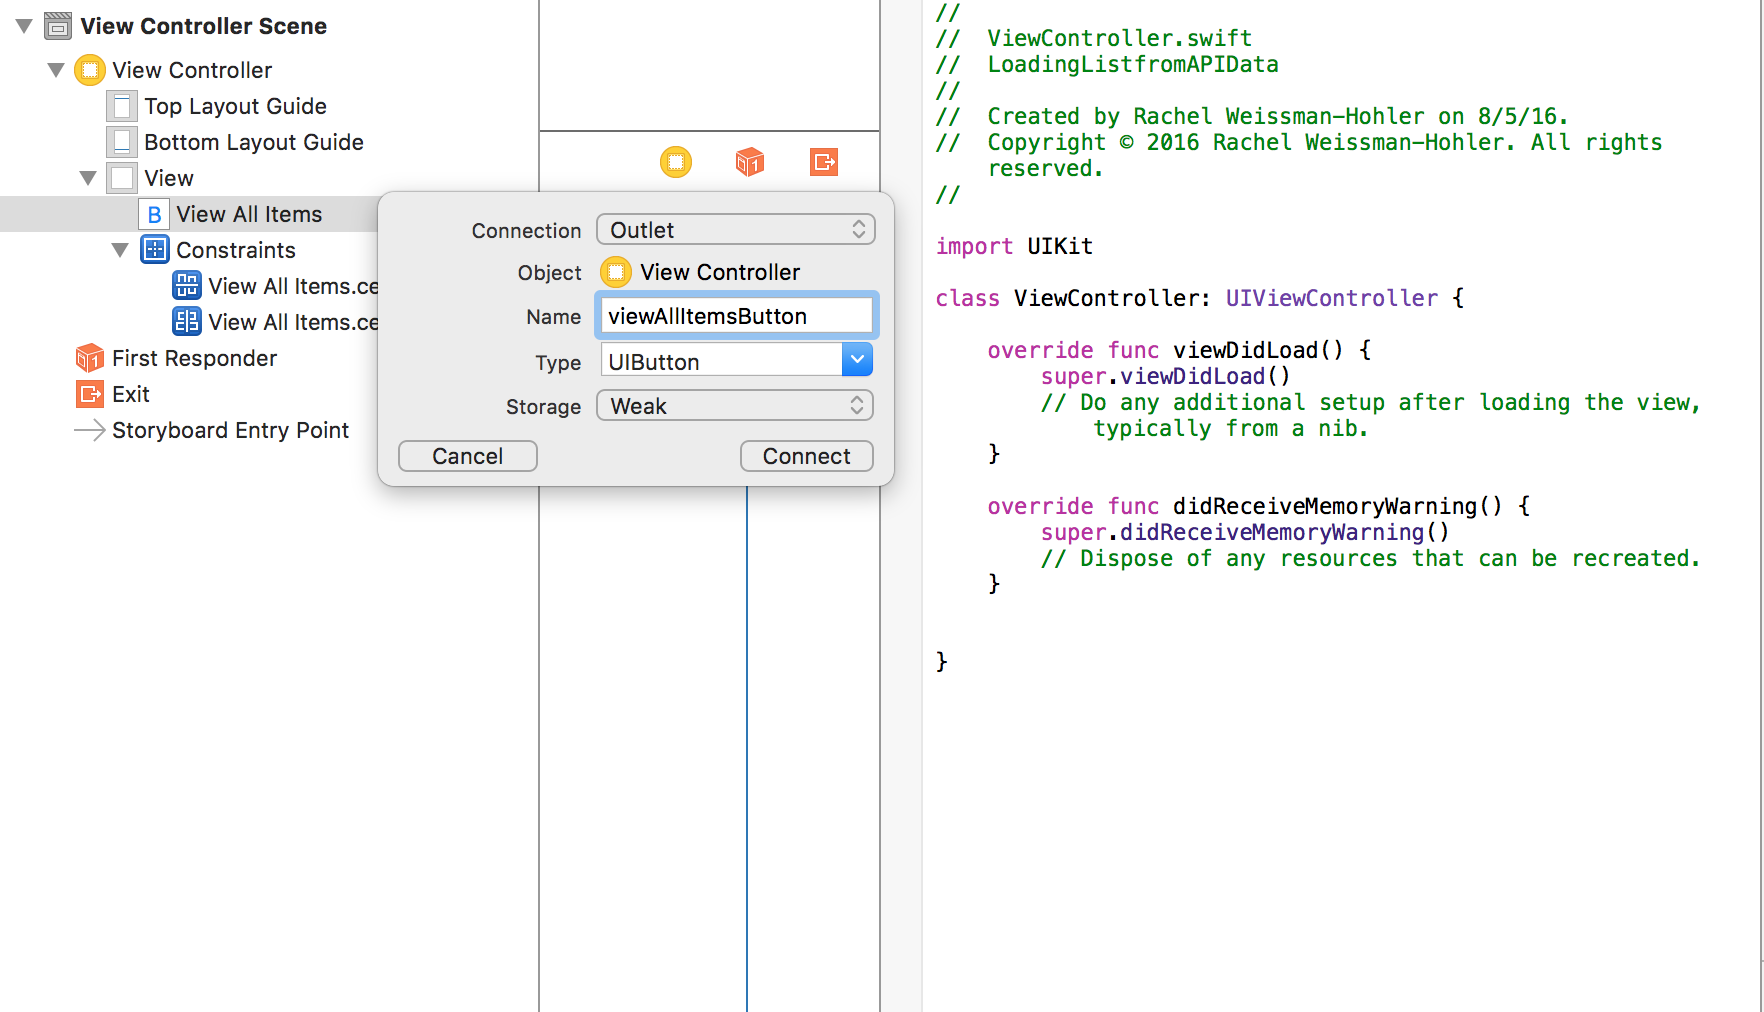 View Controller Scene
View Controller
Top Layout Guide
Bottom Layout Guide
View
B View All Items
Constraints
View All Items.ce
View All Items.ce
First Responder
Exit
Storyboard Entry Point
Connection Outlet
Object View Controller
Name viewAllItemsButton
Type UIButton
Storage Weak
Cancel Connect
//
//  ViewController.swift
//  LoadingListfromAPIData
//
//  Created by Rachel Weissman-Hohler on 8/5/16.
//  Copyright © 2016 Rachel Weissman-Hohler. All rights
reserved.
//
import UIKit
class ViewController: UIViewController {
override func viewDidLoad() {
super.viewDidLoad()
// Do any additional setup after loading the view,
typically from a nib.
}
override func didReceiveMemoryWarning() {
super.didReceiveMemoryWarning()
// Dispose of any resources that can be recreated.
}
}